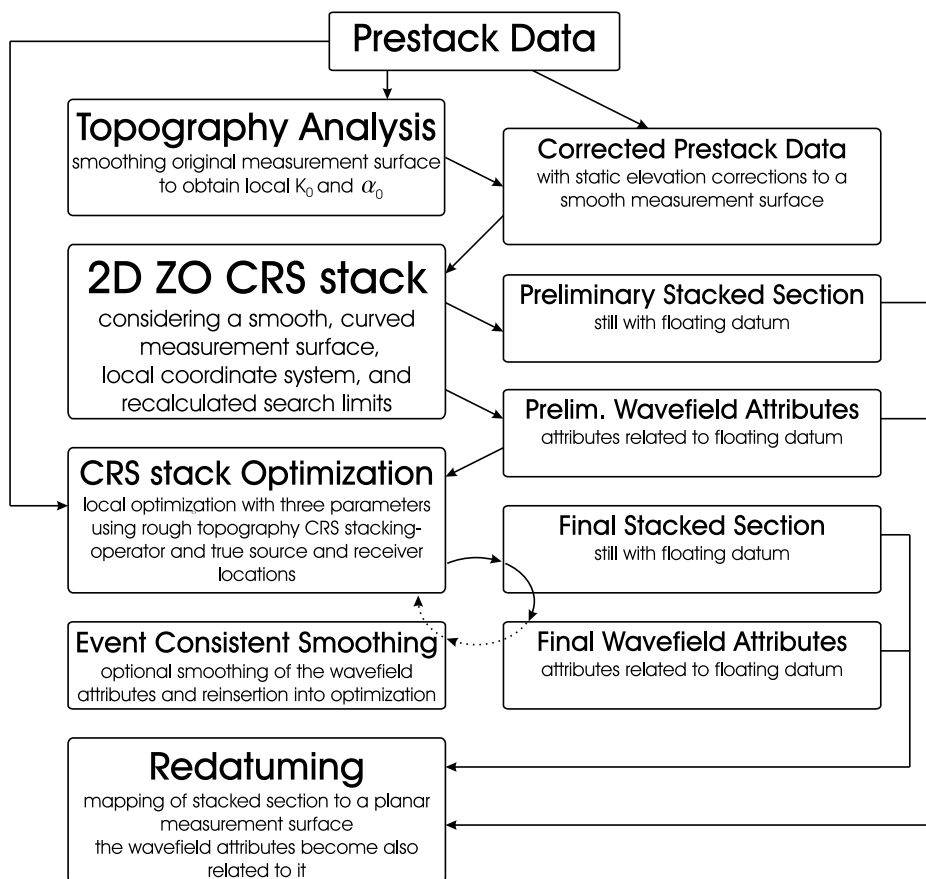 Prestack Data
Topography Analysis
smoothing original measurement surface
to obtain local K₀ and α₀
Corrected Prestack Data
with static elevation corrections to a
smooth measurement surface
2D ZO CRS stack
considering a smooth, curved
measurement surface,
local coordinate system, and
recalculated search limits
Preliminary Stacked Section
still with floating datum
Prelim. Wavefield Attributes
attributes related to floating datum
CRS stack Optimization
local optimization with three parameters
using rough topography CRS stacking-
operator and true source and receiver
locations
Final Stacked Section
still with floating datum
Event Consistent Smoothing
optional smoothing of the wavefield
attributes and reinsertion into optimization
Final Wavefield Attributes
attributes related to floating datum
Redatuming
mapping of stacked section to a planar
measurement surface
the wavefield attributes become also
related to it